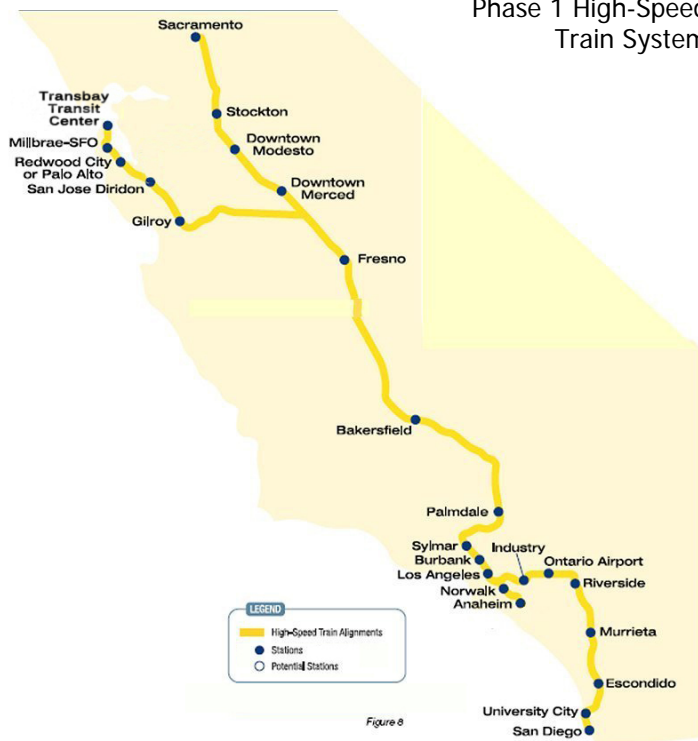 Phase 1 High-Speed
Train System
Sacramento
Transbay
Transit
Center
Stockton
Millbrae-SFO
Downtown
Modesto
Redwood City
or Palo Alto
San Jose Diridon
Downtown
Merced
Gilroy
Fresno
Bakersfield
Palmdale
Sylmar
Industry
Burbank
Ontario Airport
Los Angeles
Riverside
Norwalk
Anaheim
LEGEND
High-Speed Train Alignments
Stations
Potential Stations
Murrieta
Escondido
University City
San Diego
Figure 8